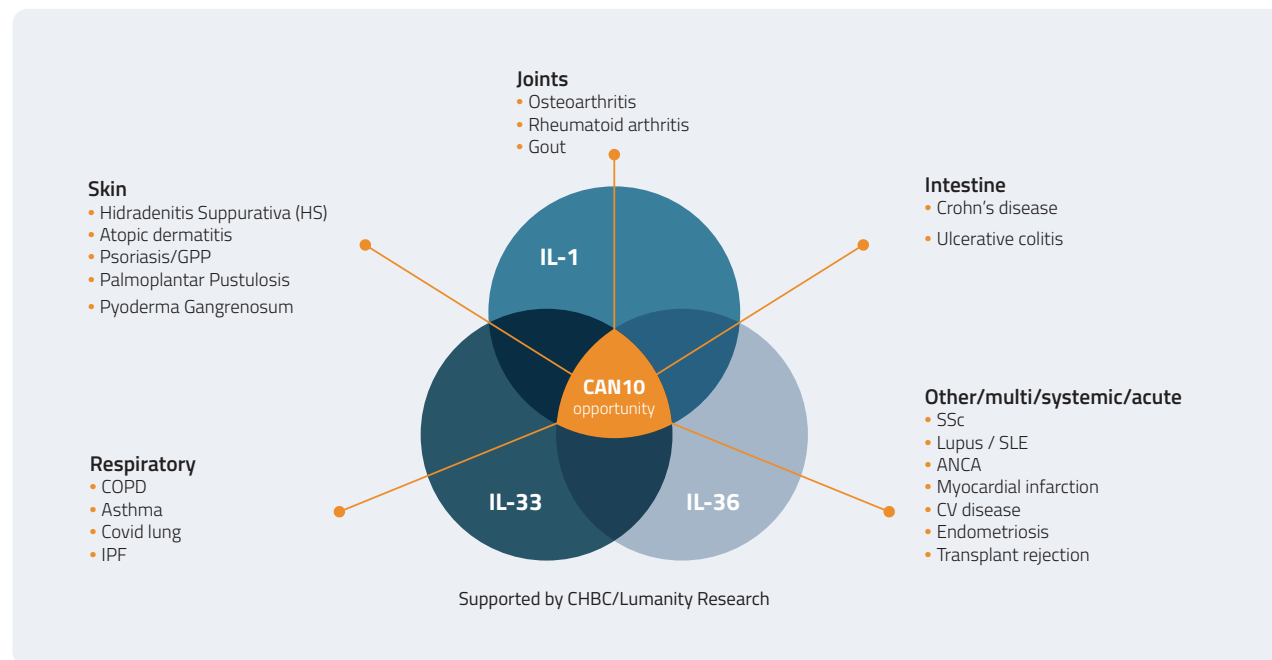 Joints
• Osteoarthritis
• Rheumatoid arthritis
• Gout
Skin
• Hidradenitis Suppurativa (HS)
• Atopic dermatitis
• Psoriasis/GPP
• Palmoplantar Pustulosis
• Pyoderma Gangrenosum
Intestine
• Crohn’s disease
• Ulcerative colitis
IL-1
CAN10
opportunity
IL-33
IL-36
Respiratory
• COPD
• Asthma
• Covid lung
• IPF
Other/multi/systemic/acute
• SSc
• Lupus / SLE
• ANCA
• Myocardial infarction
• CV disease
• Endometriosis
• Transplant rejection
Supported by CHBC/Lumanity Research